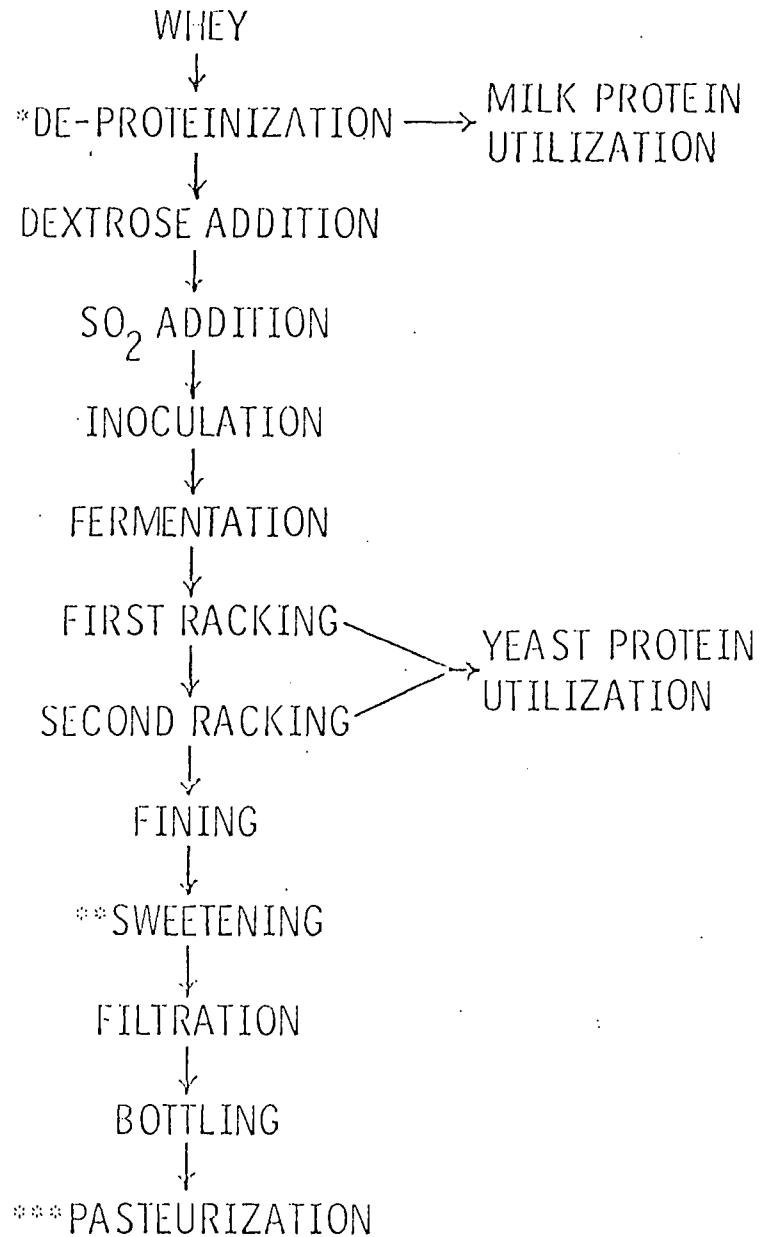 WHEY
*DE-PROTEINIZATION
MILK PROTEIN
UTILIZATION
DEXTROSE ADDITION
SO₂ ADDITION
INOCULATION
FERMENTATION
FIRST RACKING
SECOND RACKING
YEAST PROTEIN
UTILIZATION
FINING
**SWEETENING
FILTRATION
BOTTLING
***PASTEURIZATION